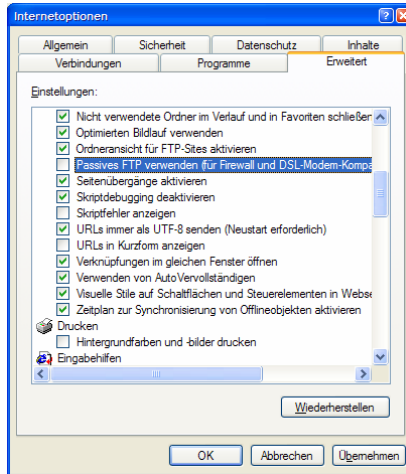 Internetoptionen
Allgemein Sicherheit Datenschutz Inhalte
Verbindungen Programme Erweitert
Einstellungen:
Nicht verwendete Ordner im Verlauf und in Favoriten schließen
Optimierten Bildlauf verwenden
Ordneransicht für FTP-Sites aktivieren
Passives FTP verwenden (für Firewall und DSL-Modem-Kompa
Seitenübergänge aktivieren
Skriptdebugging deaktivieren
Skriptfehler anzeigen
URLs immer als UTF-8 senden (Neustart erforderlich)
URLs in Kurzform anzeigen
Verknüpfungen im gleichen Fenster öffnen
Verwenden von AutoVervollständigen
Visuelle Stile auf Schaltflächen und Steuerelementen in Webse
Zeitplan zur Synchronisierung von Offlineobjekten aktivieren
Drucken
Hintergrundfarben und -bilder drucken
Eingabehilfen
Wiederherstellen
OK Abbrechen Übernehmen